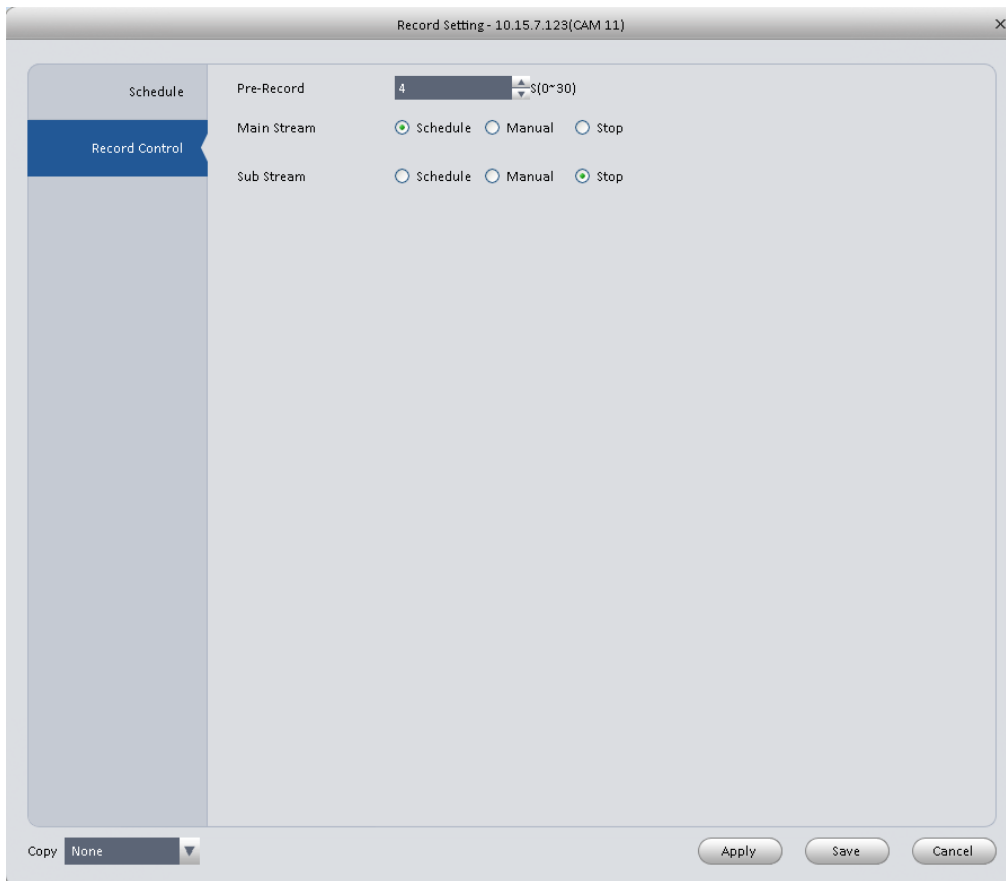 Record Setting - 10.15.7.123(CAM 11)
Schedule
Record Control
Pre-Record 4 S(0~30)
Main Stream Schedule Manual Stop
Sub Stream Schedule Manual Stop
Copy None Apply Save Cancel